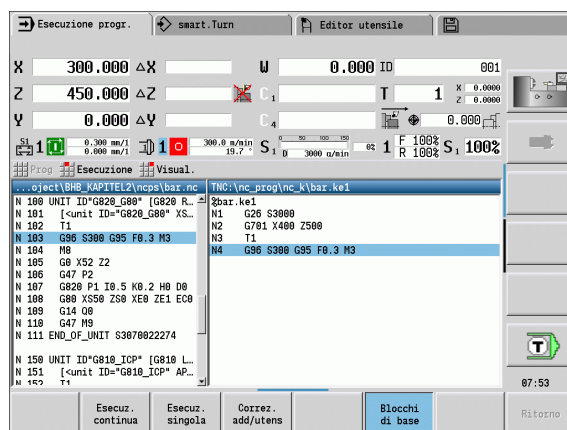 Esecuzione progr.
smart.Turn
Editor utensile
X 300.000 ΔX
W 0.000 ID 001
Z 450.000 ΔZ
C 1
T 1 X 0.0000
Z 0.0000
Y 0.000 ΔY
C 4
0.000
S1 1 0.300 mm/1
0.000 mm/1
1 0 300.0 m/min
19.7 °
S1 0 50 100 150
D 3000 g/min 0%
1 F 100%
R 100%
S1 100%
Prog Esecuzione Visual.
...oject\BHB_KAPITEL2\ncps\bar.nc
N 100 UNIT ID"G820_G80" [G820 R...
N 101 [<unit ID="G820_G80" XS...
N 102 T1
N 103 G96 S300 G95 F0.3 M3
N 104 M8
N 105 G0 X52 Z2
N 106 G47 P2
N 107 G820 P1 I0.5 K0.2 H0 D0
N 108 G80 XS50 ZS0 XE0 ZE1 EC0
N 109 G14 Q0
N 110 G47 M9
N 111 END_OF_UNIT S3070022274
N 150 UNIT ID"G810_ICP" [G810 L...
N 151 [<unit ID="G810_ICP" AP...
N 152 T1
TNC:\nc_prog\nc_k\bar.ke1
%bar.ke1
N1 G26 S3000
N2 G701 X400 Z500
N3 T1
N4 G96 S300 G95 F0.3 M3
T
07:53
Esecuz.
continua
Esecuz.
singola
Correz.
add/utens
Blocchi
di base
Ritorno